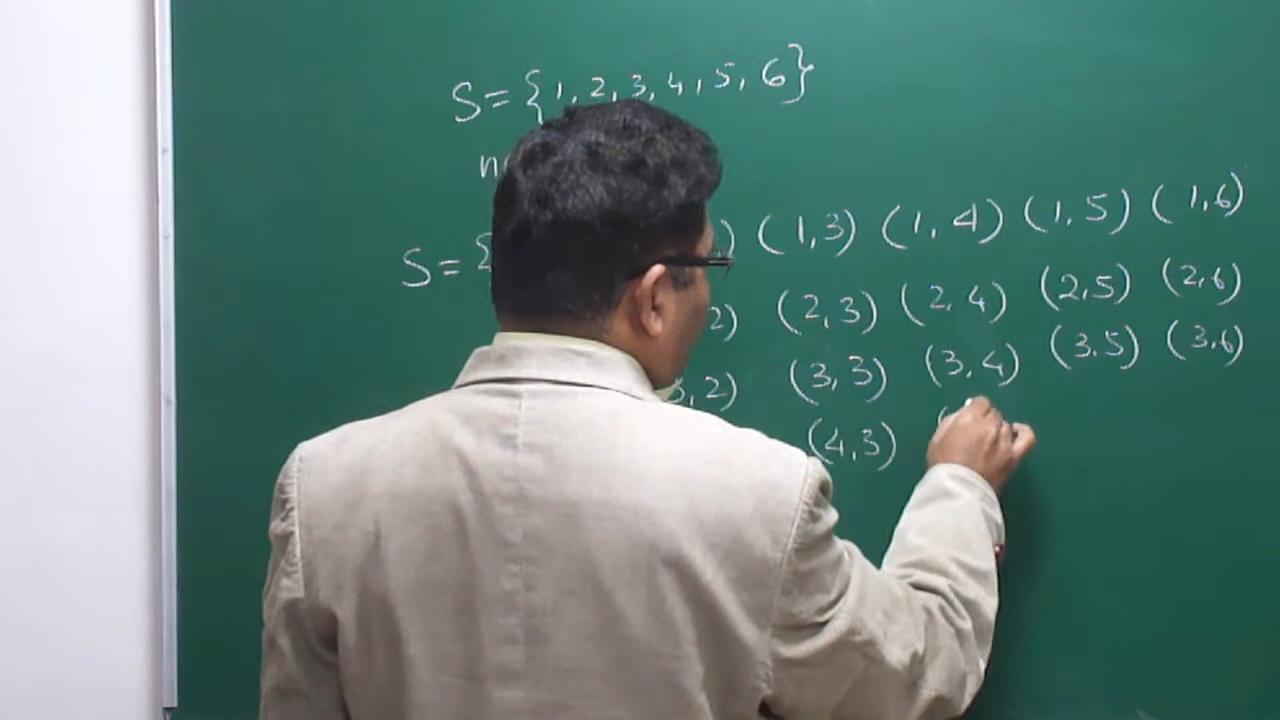 S = {1, 2, 3, 4, 5, 6}
n
S = { ) (1,3) (1,4) (1,5) (1,6)
2) (2,3) (2,4) (2,5) (2,6)
,2) (3,3) (3,4) (3.5) (3,6)
(4,3) (